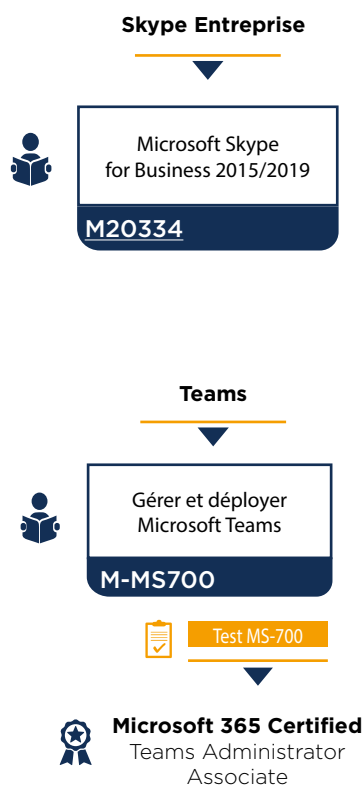 Skype Entreprise
Microsoft Skype
for Business 2015/2019
M20334
Teams
Gérer et déployer
Microsoft Teams
M-MS700
Test MS-700
Microsoft 365 Certified
Teams Administrator
Associate